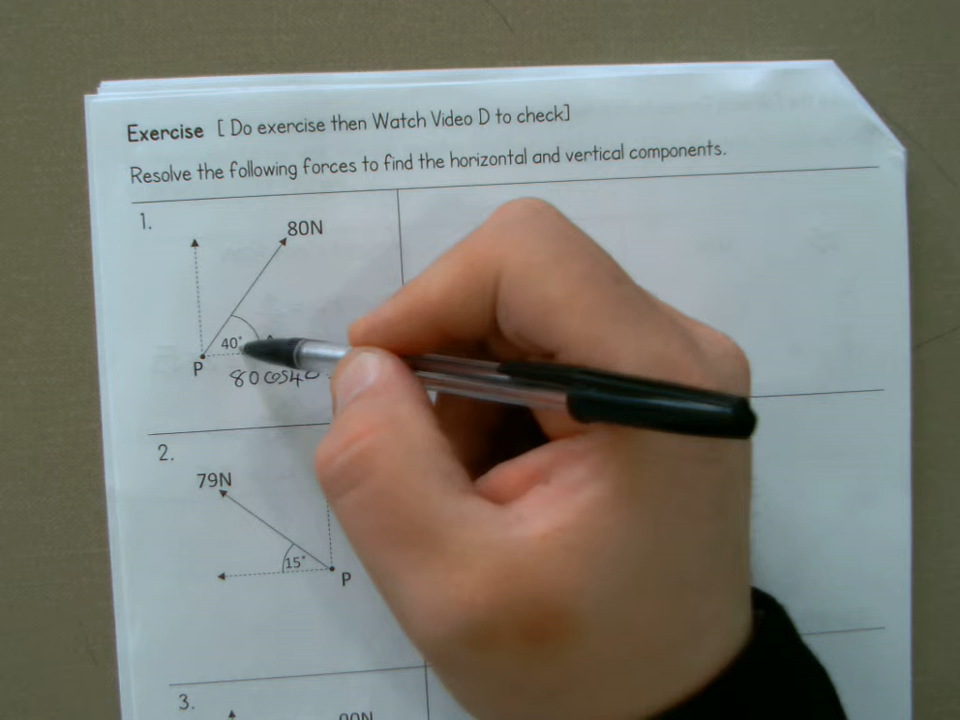 Exercise [ Do exercise then Watch Video D to check]
Resolve the following forces to find the horizontal and vertical components.
1.
80N
40°
P
80cos40
2.
79N
15°
P
3.